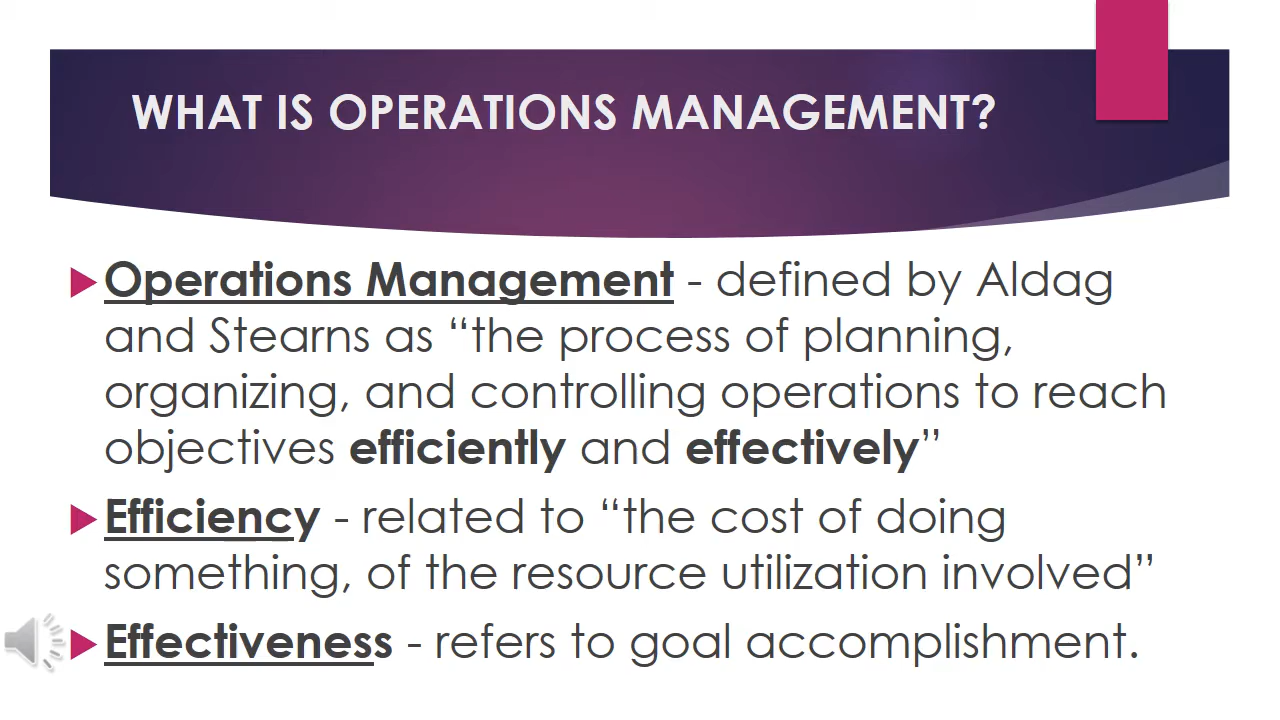 WHAT IS OPERATIONS MANAGEMENT?
Operations Management - defined by Aldag
and Stearns as “the process of planning,
organizing, and controlling operations to reach
objectives efficiently and effectively”
Efficiency - related to “the cost of doing
something, of the resource utilization involved”
Effectiveness - refers to goal accomplishment.